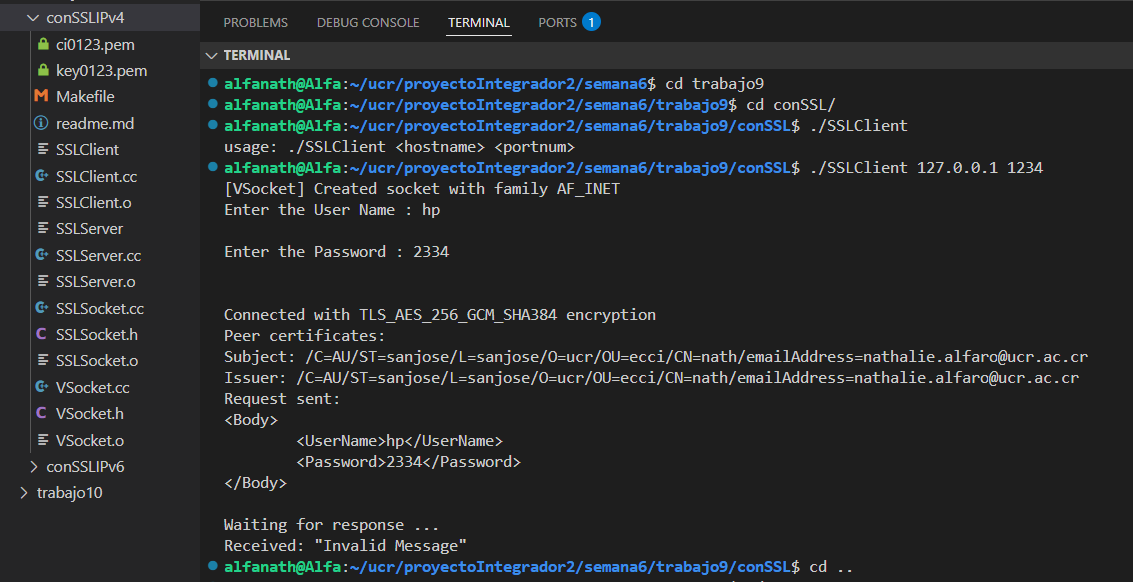 conSSLIPv4
ci0123.pem
key0123.pem
Makefile
readme.md
SSLClient
SSLClient.cc
SSLClient.o
SSLServer
SSLServer.cc
SSLServer.o
SSLSocket.cc
SSLSocket.h
SSLSocket.o
VSocket.cc
VSocket.h
VSocket.o
conSSLIPv6
trabajo10
PROBLEMS DEBUG CONSOLE TERMINAL PORTS 1
TERMINAL
alfanath@Alfa:~/ucr/proyectoIntegrador2/semana6$ cd trabajo9
alfanath@Alfa:~/ucr/proyectoIntegrador2/semana6/trabajo9$ cd conSSL/
alfanath@Alfa:~/ucr/proyectoIntegrador2/semana6/trabajo9/conSSL$ ./SSLClient
usage: ./SSLClient <hostname> <portnum>
alfanath@Alfa:~/ucr/proyectoIntegrador2/semana6/trabajo9/conSSL$ ./SSLClient 127.0.0.1 1234
[VSocket] Created socket with family AF_INET
Enter the User Name : hp
Enter the Password : 2334
Connected with TLS_AES_256_GCM_SHA384 encryption
Peer certificates:
Subject: /C=AU/ST=sanjose/L=sanjose/O=ucr/OU=ecci/CN=nath/emailAddress=nathalie.alfaro@ucr.ac.cr
Issuer: /C=AU/ST=sanjose/L=sanjose/O=ucr/OU=ecci/CN=nath/emailAddress=nathalie.alfaro@ucr.ac.cr
Request sent:
<Body>
<UserName>hp</UserName>
<Password>2334</Password>
</Body>
Waiting for response ...
Received: "Invalid Message"
alfanath@Alfa:~/ucr/proyectoIntegrador2/semana6/trabajo9/conSSL$ cd ..